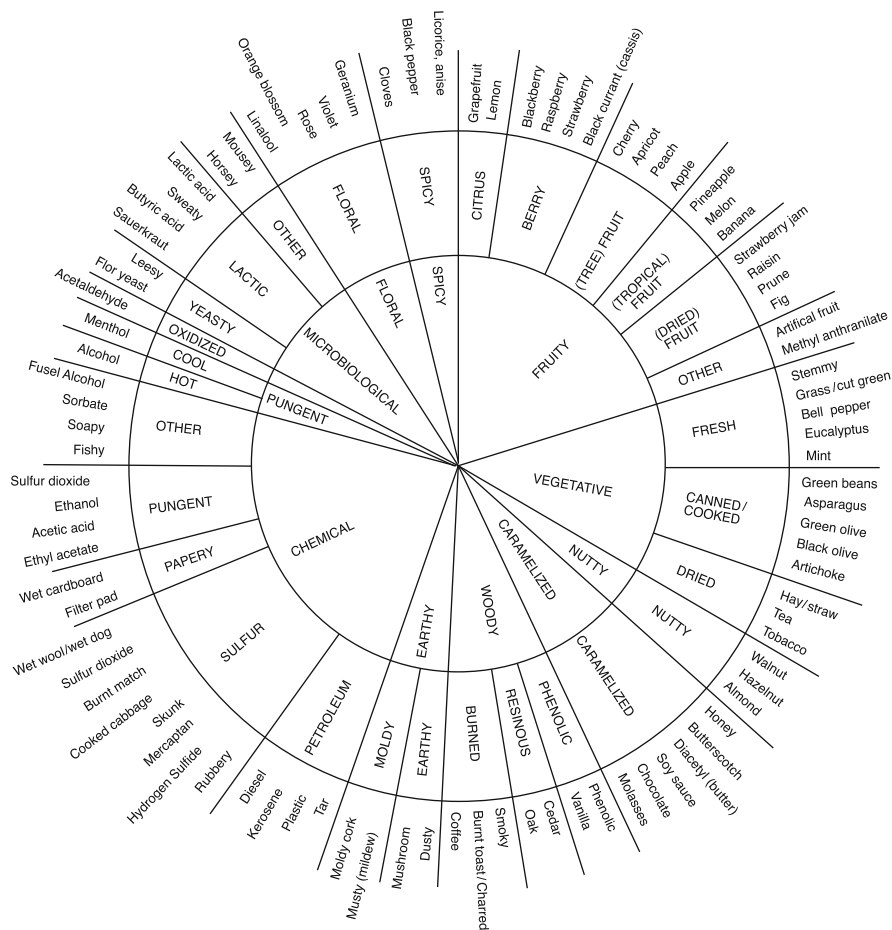 FRUITY
CITRUS
Grapefruit
Lemon
BERRY
Blackberry
Raspberry
Strawberry
Black currant (cassis)
(TREE) FRUIT
Cherry
Apricot
Peach
Apple
(TROPICAL)
FRUIT
Pineapple
Melon
Banana
(DRIED)
FRUIT
Strawberry jam
Raisin
Prune
Fig
OTHER
Artifical fruit
Methyl anthranilate
VEGETATIVE
FRESH
Stemmy
Grass/cut green
Bell pepper
Eucalyptus
Mint
CANNED/
COOKED
Green beans
Asparagus
Green olive
Black olive
Artichoke
DRIED
Hay/straw
Tea
Tobacco
NUTTY
NUTTY
Walnut
Hazelnut
Almond
CARAMELIZED
CARAMELIZED
Honey
Butterscotch
Diacetyl (butter)
Soy sauce
Chocolate
Molasses
WOODY
PHENOLIC
Phenolic
Vanilla
RESINOUS
Cedar
Oak
BURNED
Smoky
Burnt toast/Charred
Coffee
EARTHY
EARTHY
Dusty
Mushroom
MOLDY
Musty (mildew)
Moldy cork
CHEMICAL
PETROLEUM
Tar
Plastic
Kerosene
Diesel
SULFUR
Rubbery
Hydrogen Sulfide
Mercaptan
Skunk
Cooked cabbage
Burnt match
Sulfur dioxide
Wet wool/wet dog
PAPERY
Filter pad
Wet cardboard
PUNGENT
Ethyl acetate
Acetic acid
Ethanol
Sulfur dioxide
OTHER
Fishy
Soapy
Sorbate
Fusel Alcohol
PUNGENT
HOT
Alcohol
COOL
Menthol
OXIDIZED
Acetaldehyde
MICROBIOLOGICAL
YEASTY
Flor yeast
Leesy
LACTIC
Sauerkraut
Butyric acid
Sweaty
Lactic acid
OTHER
Horsey
Mousey
FLORAL
FLORAL
Linalool
Orange blossom
Rose
Violet
Geranium
SPICY
SPICY
Cloves
Black pepper
Licorice, anise